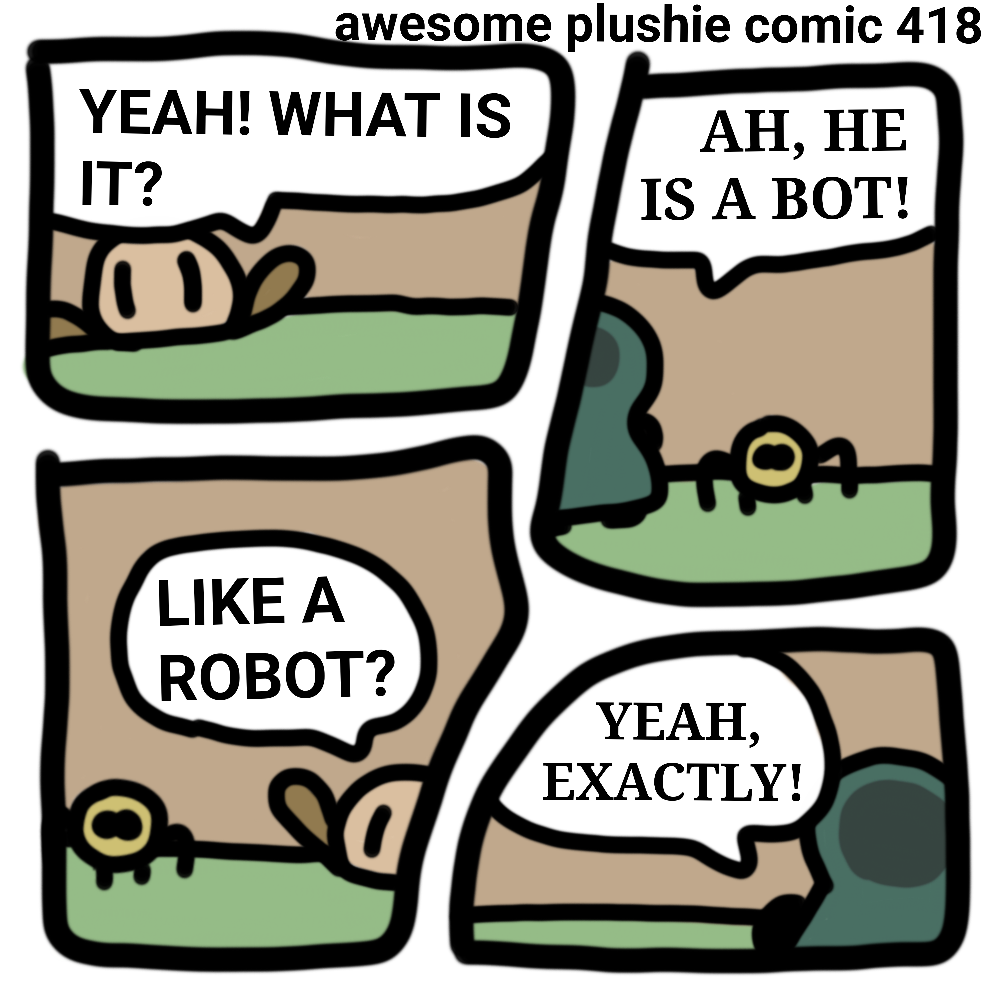 awesome plushie comic 418
YEAH! WHAT IS
IT?
AH, HE
IS A BOT!
LIKE A
ROBOT?
YEAH,
EXACTLY!